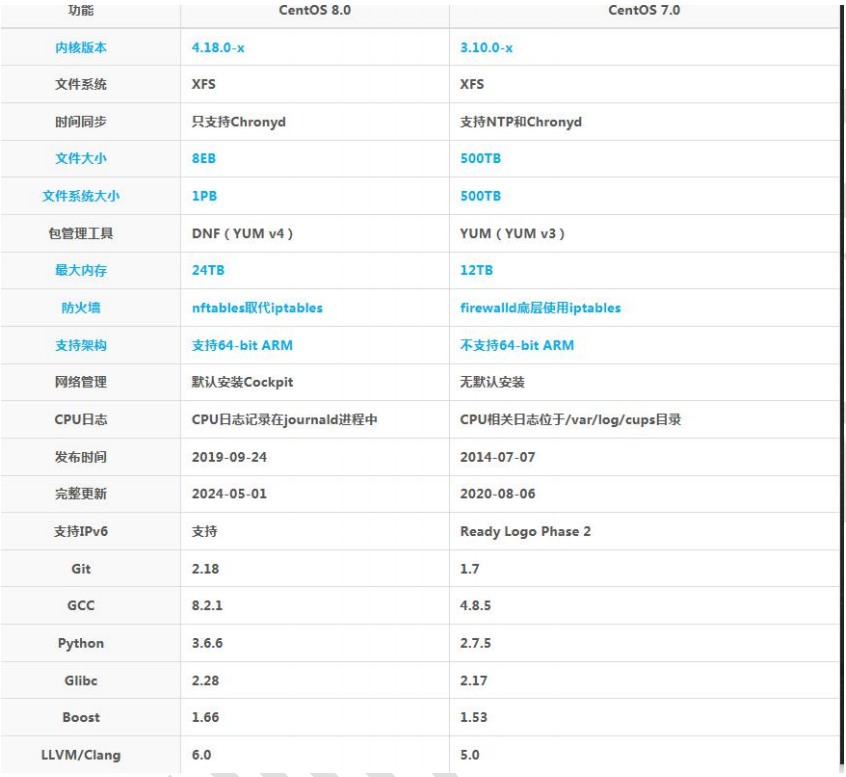 功能 CentOS 8.0 CentOS 7.0
内核版本 4.18.0-x 3.10.0-x
文件系统 XFS XFS
时间同步 只支持Chronyd 支持NTP和Chronyd
文件大小 8EB 500TB
文件系统大小 1PB 500TB
包管理工具 DNF（YUM v4） YUM（YUM v3）
最大内存 24TB 12TB
防火墙 nftables取代iptables firewalld底层使用iptables
支持架构 支持64-bit ARM 不支持64-bit ARM
网络管理 默认安装Cockpit 无默认安装
CPU日志 CPU日志记录在journald进程中 CPU相关日志位于/var/log/cups目录
发布时间 2019-09-24 2014-07-07
完整更新 2024-05-01 2020-08-06
支持IPv6 支持 Ready Logo Phase 2
Git 2.18 1.7
GCC 8.2.1 4.8.5
Python 3.6.6 2.7.5
Glibc 2.28 2.17
Boost 1.66 1.53
LLVM/Clang 6.0 5.0